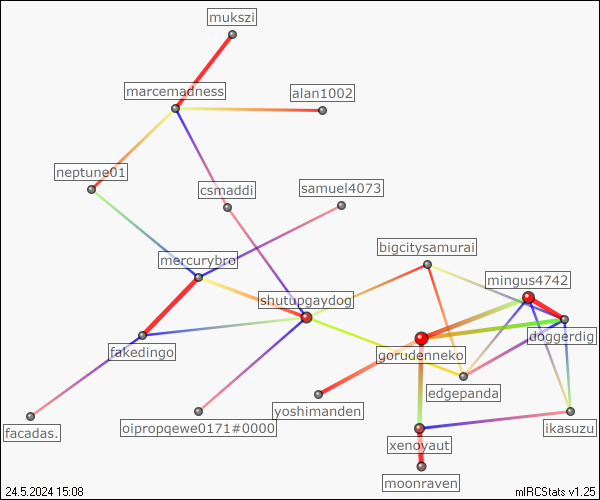 mukszi
marcemadness
alan1002
neptune01
csmaddi
samuel4073
bigcitysamurai
mercurybro
mingus4742
shutupgaydog
doggerdig
fakedingo
gorudenneko
edgepanda
yoshimanden
facadas.
oipropqewe0171#0000
ikasuzu
xenoyaut
moonraven
24.5.2024 15:08
mIRCStats v1.25